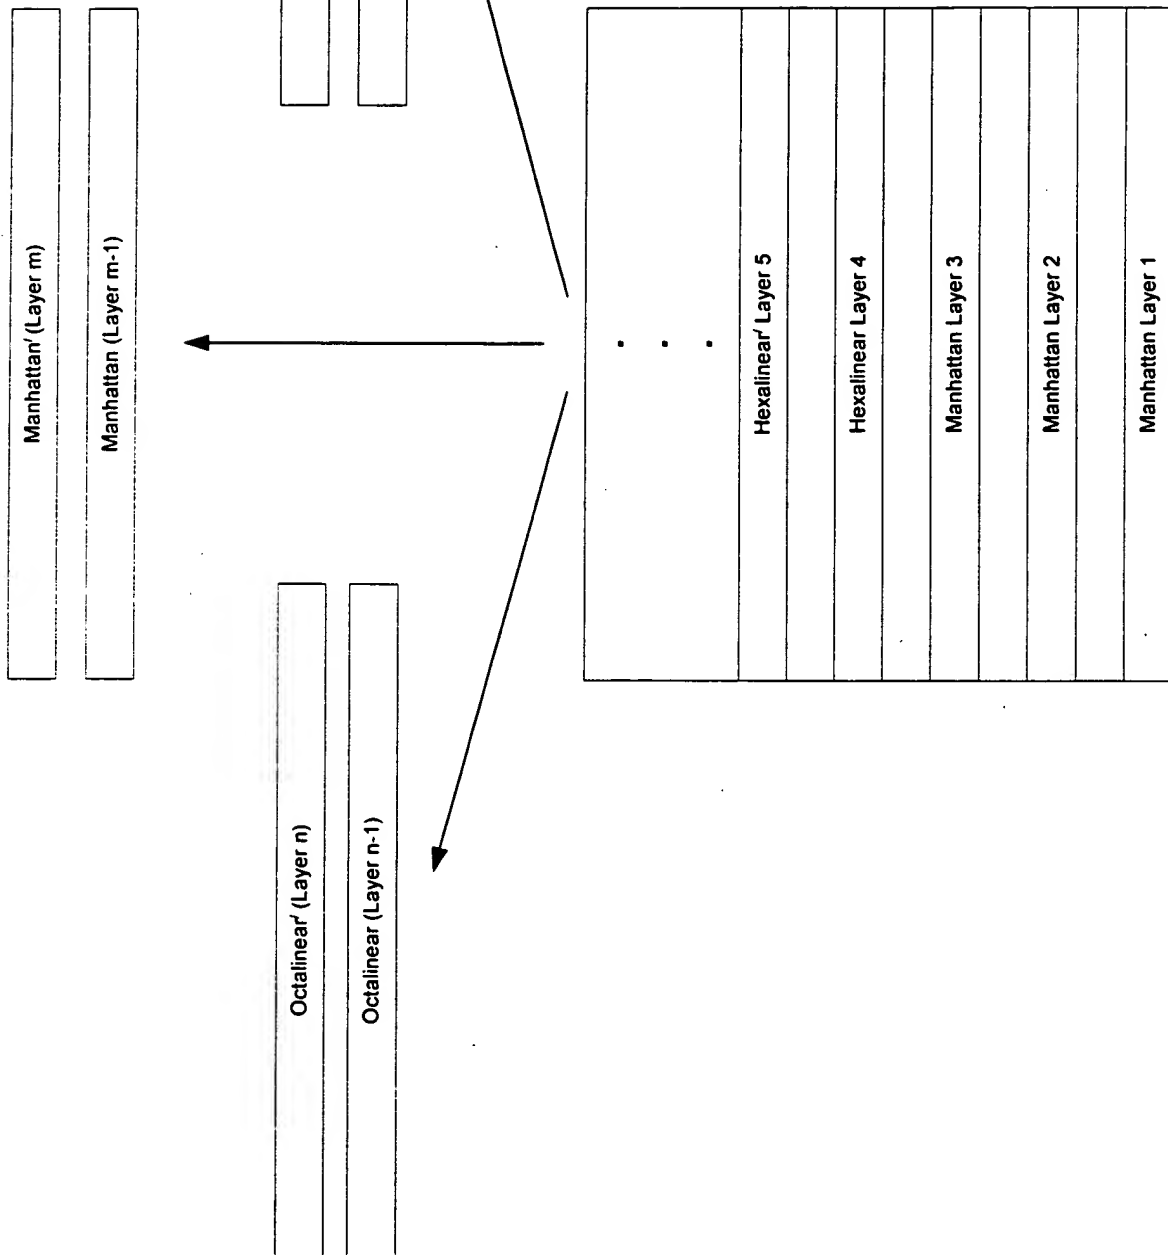 Manhattan' (Layer m)
Manhattan (Layer m-1)
Octalinear' (Layer n)
Octalinear (Layer n-1)
Hexalinear' Layer 5
Hexalinear Layer 4
Manhattan Layer 3
Manhattan Layer 2
Manhattan Layer 1